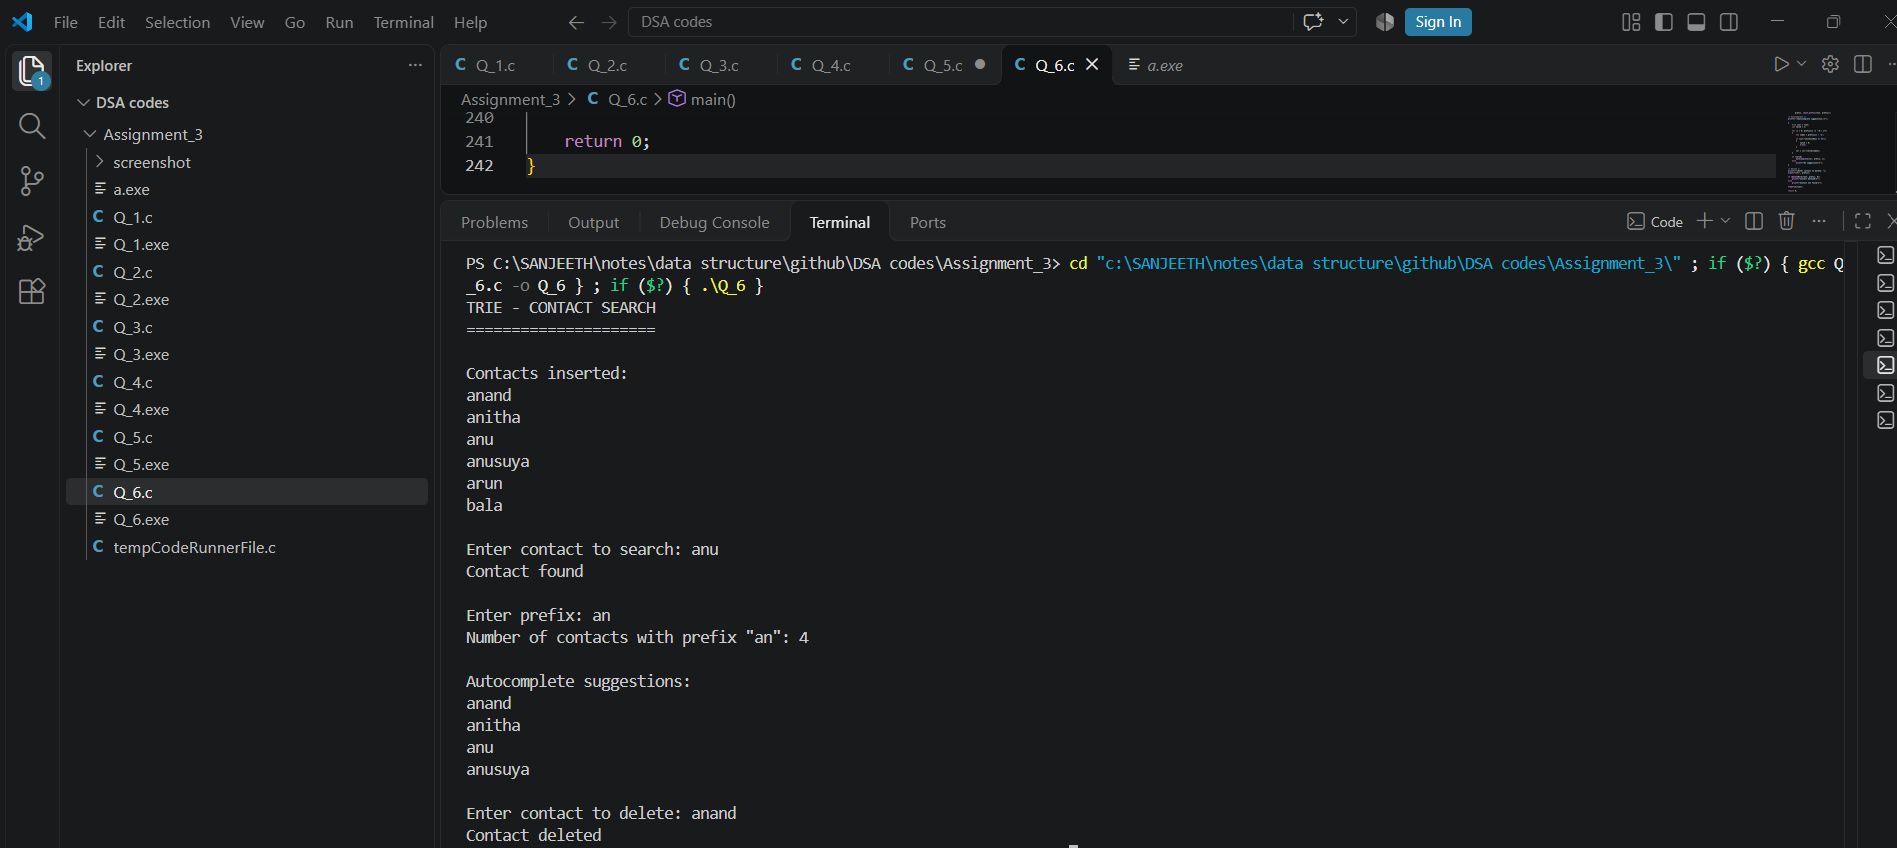 File Edit Selection View Go Run Terminal Help
DSA codes
Sign In
Explorer
DSA codes
Assignment_3
screenshot
a.exe
Q_1.c
Q_1.exe
Q_2.c
Q_2.exe
Q_3.c
Q_3.exe
Q_4.c
Q_4.exe
Q_5.c
Q_5.exe
Q_6.c
Q_6.exe
tempCodeRunnerFile.c
1
C Q_1.c C Q_2.c C Q_3.c C Q_4.c C Q_5.c C Q_6.c a.exe
Assignment_3 > C Q_6.c > main()
240
241 return 0;
242 }
Problems Output Debug Console Terminal Ports
Code
PS C:\SANJEETH\notes\data structure\github\DSA codes\Assignment_3> cd "c:\SANJEETH\notes\data structure\github\DSA codes\Assignment_3\" ; if ($?) { gcc Q
_6.c -o Q_6 } ; if ($?) { .\Q_6 }
TRIE - CONTACT SEARCH
=====================
Contacts inserted:
anand
anitha
anu
anusuya
arun
bala
Enter contact to search: anu
Contact found
Enter prefix: an
Number of contacts with prefix "an": 4
Autocomplete suggestions:
anand
anitha
anu
anusuya
Enter contact to delete: anand
Contact deleted